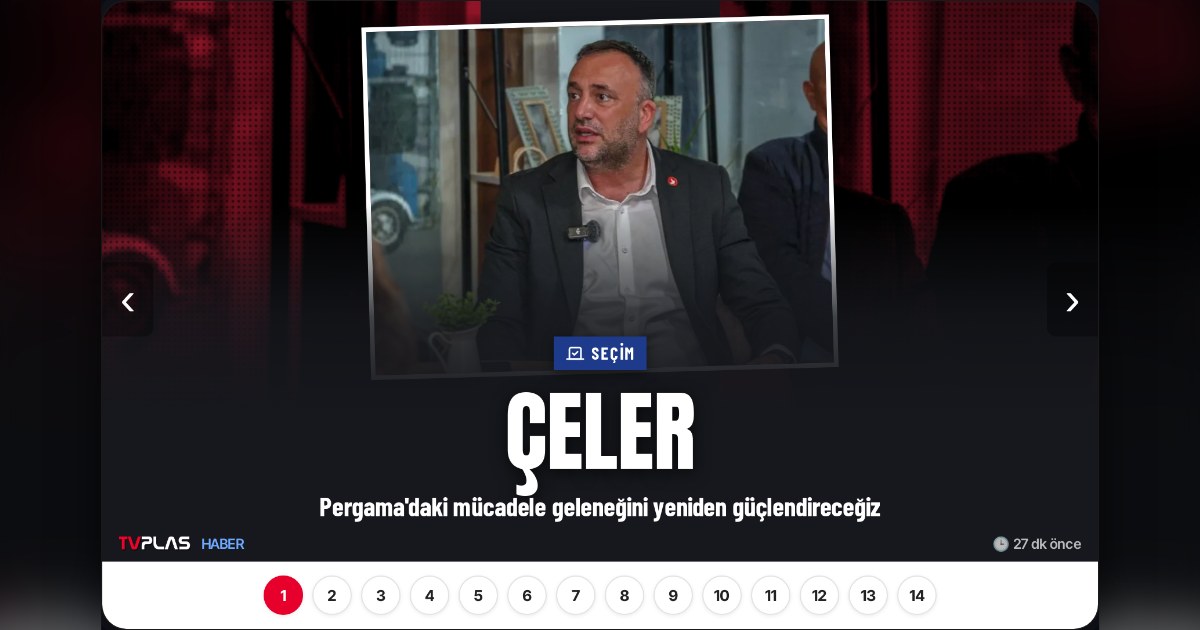 SEÇİM
ÇELER
Pergama'daki mücadele geleneğini yeniden güçlendireceğiz
TVPLAS HABER
27 dk önce
1 2 3 4 5 6 7 8 9 10 11 12 13 14